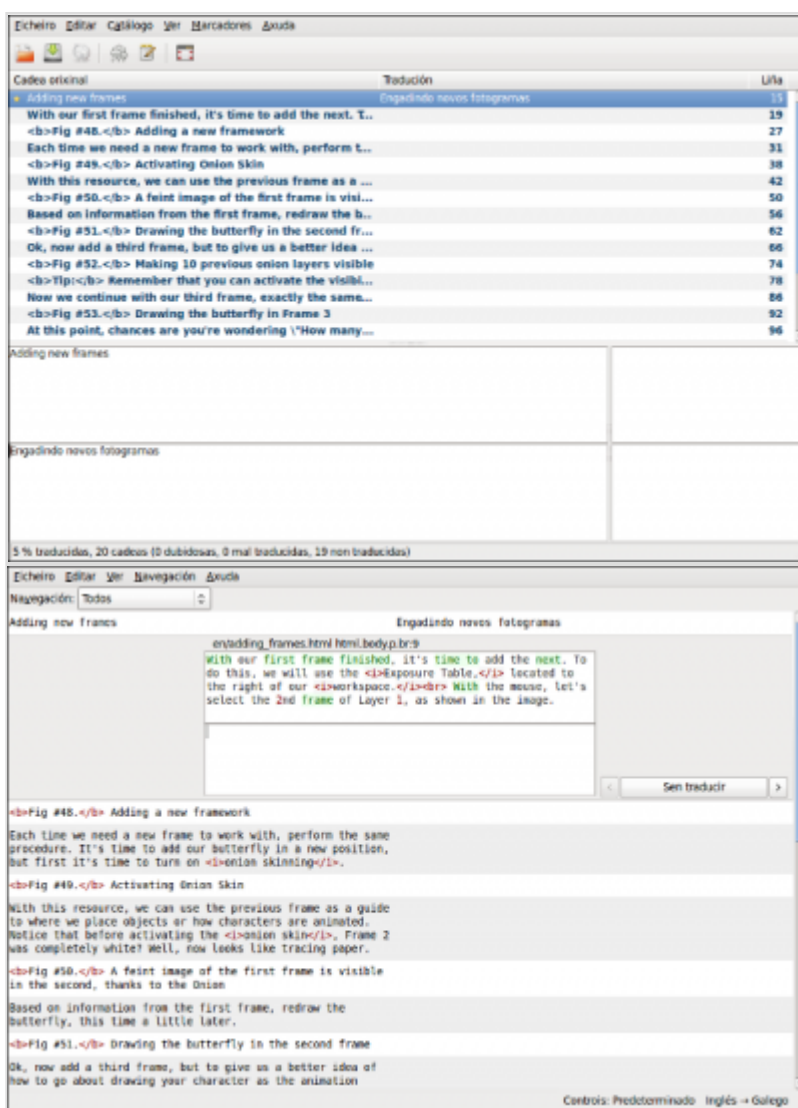 Ficheiro Editar Catálogo Ver Marcadores Axuda
Cadea orixinal Tradución Liña
Adding new frames Engadindo novos fotogramas 15
With our first frame finished, it's time to add the next. T... 19
<b>Fig #48.</b> Adding a new framework 27
Each time we need a new frame to work with, perform t... 31
<b>Fig #49.</b> Activating Onion Skin 38
With this resource, we can use the previous frame as a ... 42
<b>Fig #50.</b> A feint image of the first frame is visi... 50
Based on information from the first frame, redraw the b... 56
<b>Fig #51.</b> Drawing the butterfly in the second fr... 62
Ok, now add a third frame, but to give us a better idea ... 66
<b>Fig #52.</b> Making 10 previous onion layers visible 74
<b>Tip:</b> Remember that you can activate the visibi... 78
Now we continue with our third frame, exactly the same... 86
<b>Fig #53.</b> Drawing the butterfly in Frame 3 92
At this point, chances are you're wondering \"How many... 96
Adding new frames
Engadindo novos fotogramas
5 % traducidas, 20 cadeas (0 dubidosas, 0 mal traducidas, 19 non traducidas)
Ficheiro Editar Ver Navegación Axuda
Navegación: Todos
Adding new frames Engadindo novos fotogramas
en/adding_frames.html html.body.p.br:9
With our first frame finished, it's time to add the next. To
do this, we will use the <i>Exposure Table,</i> located to
the right of our <i>workspace.</i><br> With the mouse, let's
select the 2nd frame of Layer 1, as shown in the image.
< Sen traducir >
<b>Fig #48.</b> Adding a new framework
Each time we need a new frame to work with, perform the same
procedure. It's time to add our butterfly in a new position,
but first it's time to turn on <i>onion skinning</i>.
<b>Fig #49.</b> Activating Onion Skin
With this resource, we can use the previous frame as a guide
to where we place objects or how characters are animated.
Notice that before activating the <i>onion skin</i>, Frame 2
was completely white? Well, now looks like tracing paper.
<b>Fig #50.</b> A feint image of the first frame is visible
in the second, thanks to the Onion
Based on information from the first frame, redraw the
butterfly, this time a little later.
<b>Fig #51.</b> Drawing the butterfly in the second frame
Ok, now add a third frame, but to give us a better idea of
how to go about drawing your character as the animation
Controis: Predeterminado Inglés → Galego